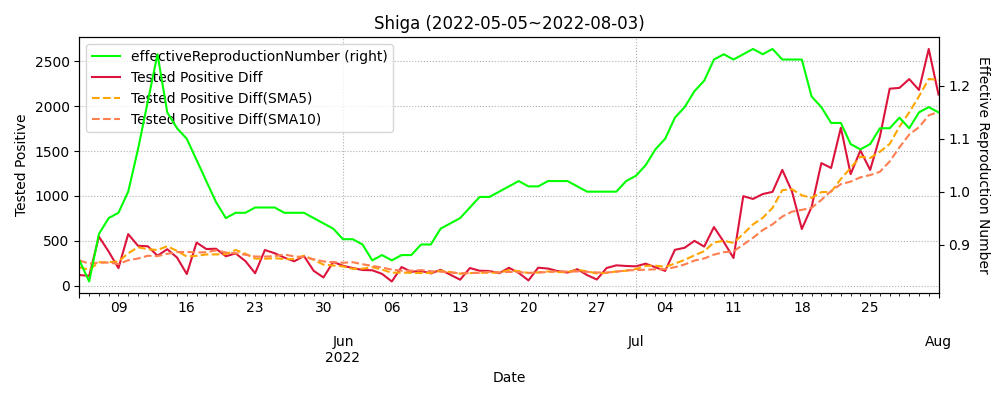 Shiga (2022-05-05~2022-08-03)
effectiveReproductionNumber (right)
Tested Positive Diff
Tested Positive Diff(SMA5)
Tested Positive Diff(SMA10)
Tested Positive
2500
2000
1500
1000
500
0
Effective Reproduction Number
1.2
1.1
1.0
0.90
09 16 23 30 06 13 20 27 04 11 18 25
Jun Jul Aug
2022
Date